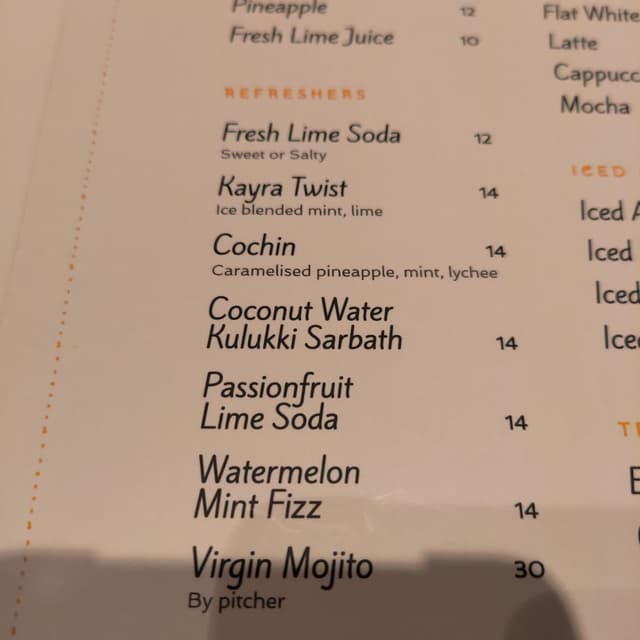 Pineapple 12
Fresh Lime Juice 10
REFRESHERS
Fresh Lime Soda 12
Sweet or Salty
Kayra Twist 14
Ice blended mint, lime
Cochin 14
Caramelised pineapple, mint, lychee
Coconut Water
Kulukki Sarbath 14
Passionfruit
Lime Soda 14
Watermelon
Mint Fizz 14
Virgin Mojito 30
By pitcher
Flat White
Latte
Mocha
ICED
Iced
Iced
Iced